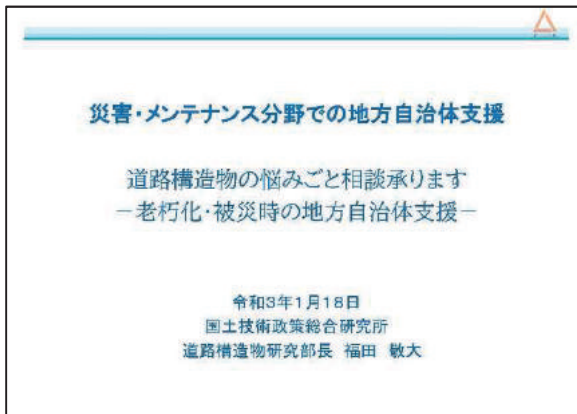 災害・メンテナンス分野での地方自治体支援
道路構造物の悩みごと相談承ります
－老朽化・被災時の地方自治体支援－
令和3年1月18日
国土技術政策総合研究所
道路構造物研究部長 福田 敬大